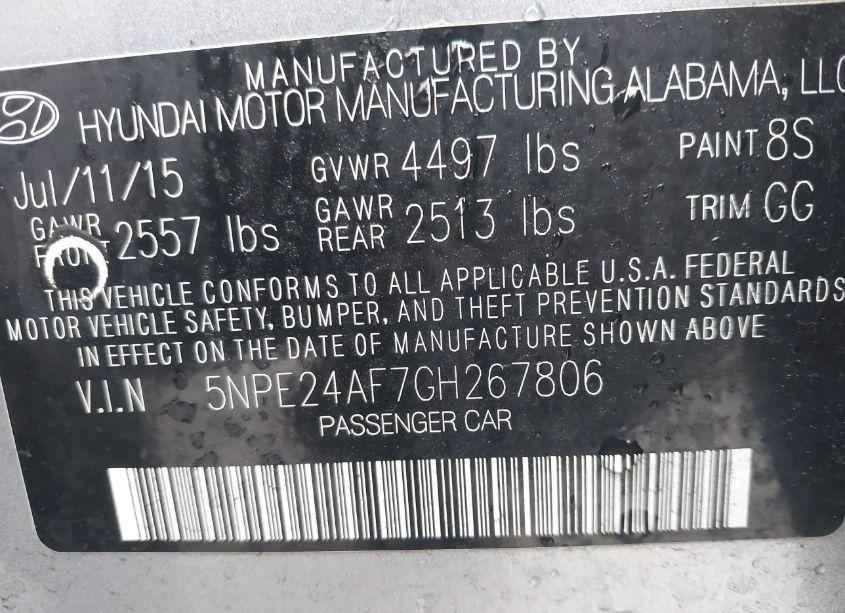 MANUFACTURED BY
HYUNDAI MOTOR MANUFACTURING ALABAMA, LLC
Jul/11/15 GVWR 4497 lbs PAINT 8S
GAWR FRONT 2557 lbs GAWR REAR 2513 lbs TRIM GG
THIS VEHICLE CONFORMS TO ALL APPLICABLE U.S.A. FEDERAL
MOTOR VEHICLE SAFETY, BUMPER, AND THEFT PREVENTION STANDARDS
IN EFFECT ON THE DATE OF MANUFACTURE SHOWN ABOVE
V.I.N 5NPE24AF7GH267806
PASSENGER CAR